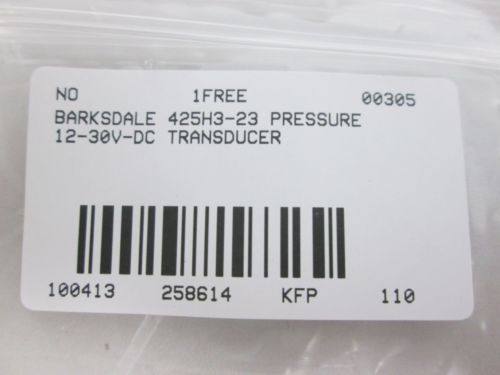 NO 1FREE 00305
BARKSDALE 425H3-23 PRESSURE
12-30V-DC TRANSDUCER
100413 258614 KFP 110